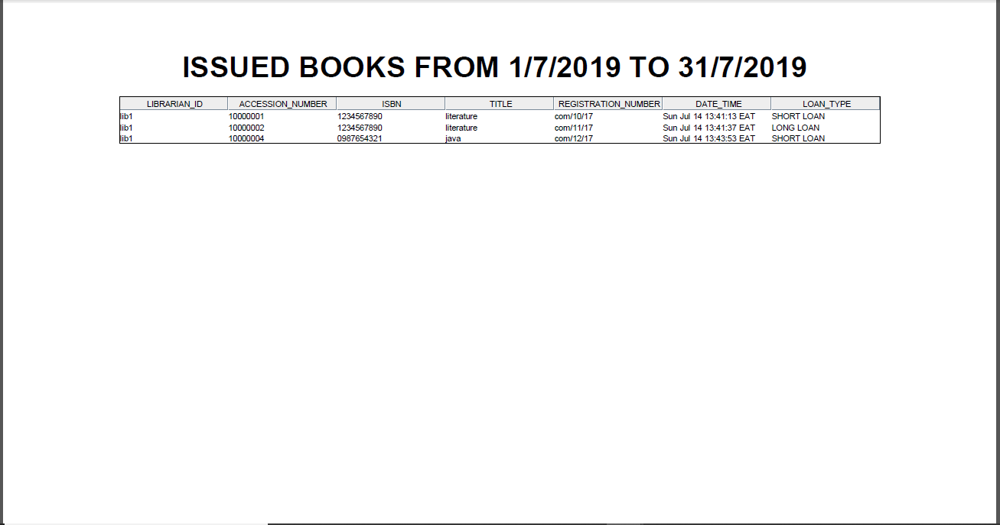 ISSUED BOOKS FROM 1/7/2019 TO 31/7/2019
LIBRARIAN_ID ACCESSION_NUMBER ISBN TITLE REGISTRATION_NUMBER DATE_TIME LOAN_TYPE
lib1 10000001 1234567890 literature com/10/17 Sun Jul 14 13:41:13 EAT SHORT LOAN
lib1 10000002 1234567890 literature com/11/17 Sun Jul 14 13:41:37 EAT LONG LOAN
lib1 10000004 0987654321 java com/12/17 Sun Jul 14 13:43:53 EAT SHORT LOAN